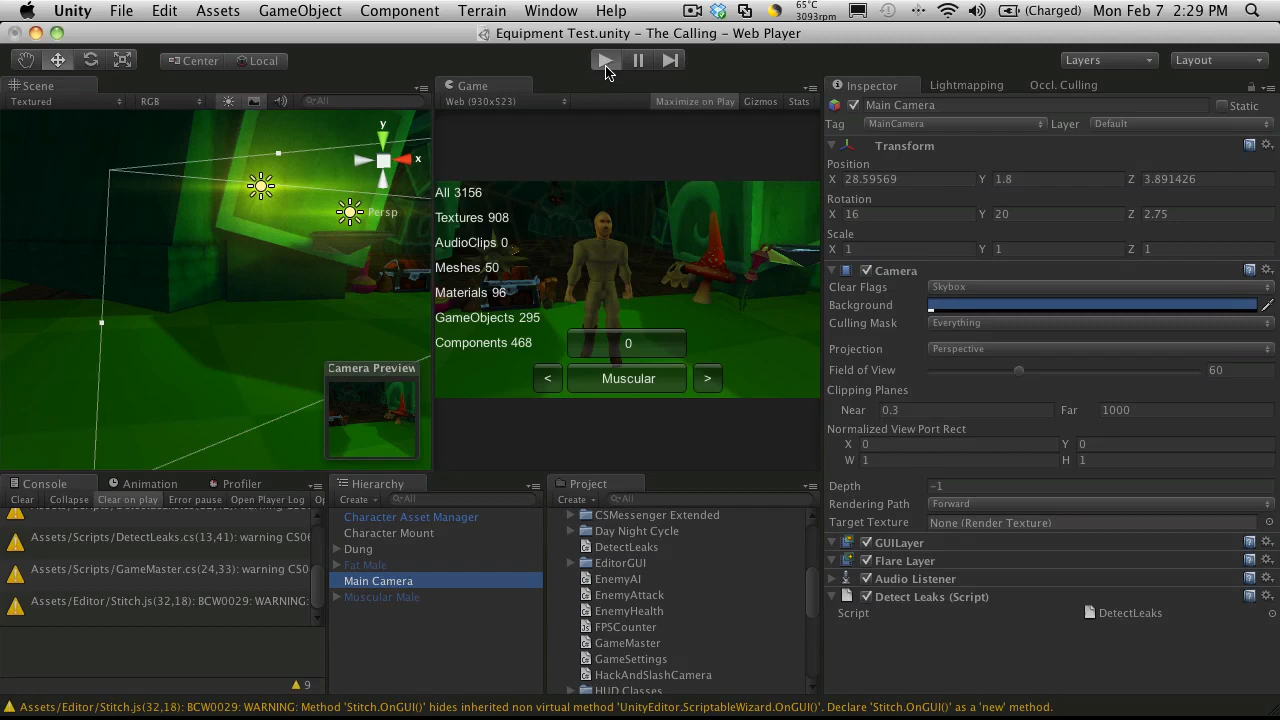 Unity File Edit Assets GameObject Component Terrain Window Help 65°C 3093rpm (Charged) Mon Feb 7 2:29 PM
Equipment Test.unity - The Calling - Web Player
Center Local Layers Layout
Scene
Textured RGB All
y
x
Persp
Camera Preview
Game
Web (930x523) Maximize on Play Gizmos Stats
All 3156
Textures 908
AudioClips 0
Meshes 50
Materials 96
GameObjects 295
Components 468
0
< Muscular >
Inspector Lightmapping Occl. Culling
Main Camera Static
Tag MainCamera Layer Default
Transform
Position
X 28.59569 Y 1.8 Z 3.891426
Rotation
X 16 Y 20 Z 2.75
Scale
X 1 Y 1 Z 1
Camera
Clear Flags Skybox
Background
Culling Mask Everything
Projection Perspective
Field of View 60
Clipping Planes
Near 0.3 Far 1000
Normalized View Port Rect
X 0 Y 0
W 1 H 1
Depth -1
Rendering Path Forward
Target Texture None (Render Texture)
GUILayer
Flare Layer
Audio Listener
Detect Leaks (Script)
Script DetectLeaks
Console Animation Profiler
Clear Collapse Clear on play Error pause Open Player Log
Assets/Scripts/DetectLeaks.cs(13,41): warning CS06
Assets/Scripts/GameMaster.cs(24,33): warning CS0
Assets/Editor/Stitch.js(32,18): BCW0029: WARNING:
9
Hierarchy
Create All
Character Asset Manager
Character Mount
Dung
Fat Male
Main Camera
Muscular Male
Project
Create All
CSMessenger Extended
Day Night Cycle
DetectLeaks
EditorGUI
EnemyAI
EnemyAttack
EnemyHealth
FPSCounter
GameMaster
GameSettings
HackAndSlashCamera
HUD Classes
Assets/Editor/Stitch.js(32,18): BCW0029: WARNING: Method 'Stitch.OnGUI()' hides inherited non virtual method 'UnityEditor.ScriptableWizard.OnGUI()'. Declare 'Stitch.OnGUI()' as a 'new' method.